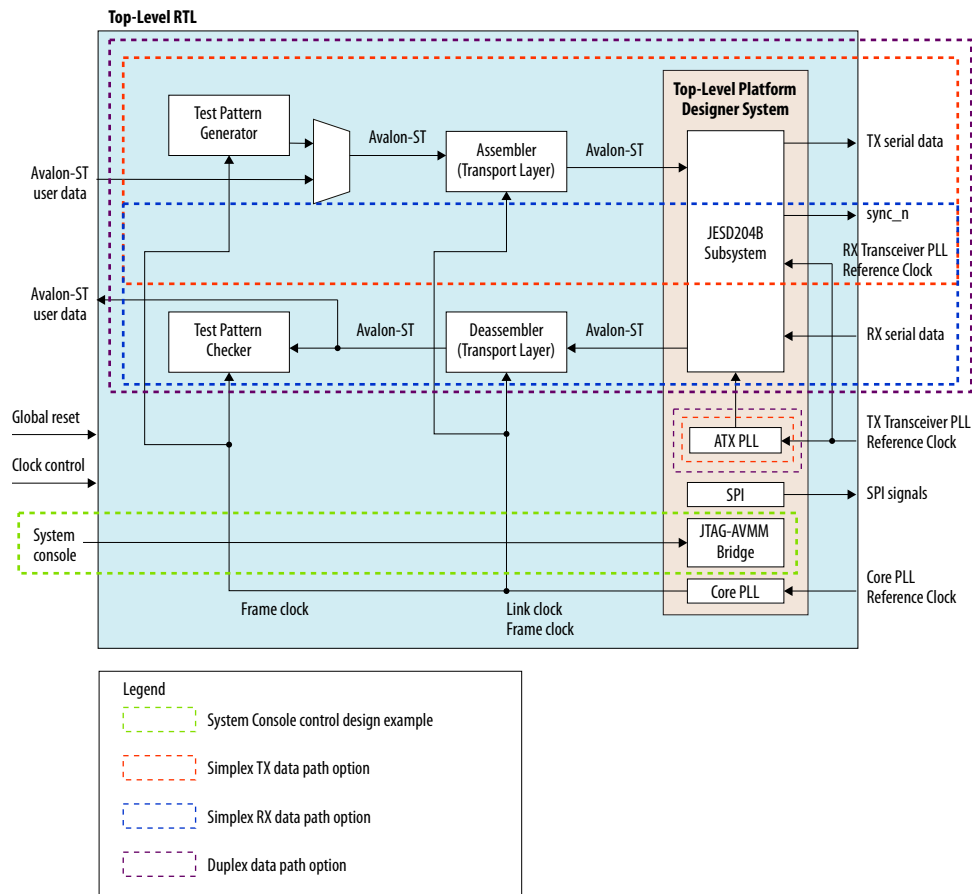 Top-Level RTL
Top-Level Platform
Designer System
Test Pattern
Generator
Avalon-ST
Assembler
(Transport Layer)
Avalon-ST
TX serial data
Avalon-ST
user data
sync_n
JESD204B
Subsystem
RX Transceiver PLL
Reference Clock
Avalon-ST
user data
Test Pattern
Checker
Avalon-ST
Deassembler
(Transport Layer)
Avalon-ST
RX serial data
Global reset
TX Transceiver PLL
Reference Clock
ATX PLL
Clock control
SPI
SPI signals
System
console
JTAG-AVMM
Bridge
Core PLL
Core PLL
Reference Clock
Frame clock
Link clock
Frame clock
Legend
System Console control design example
Simplex TX data path option
Simplex RX data path option
Duplex data path option